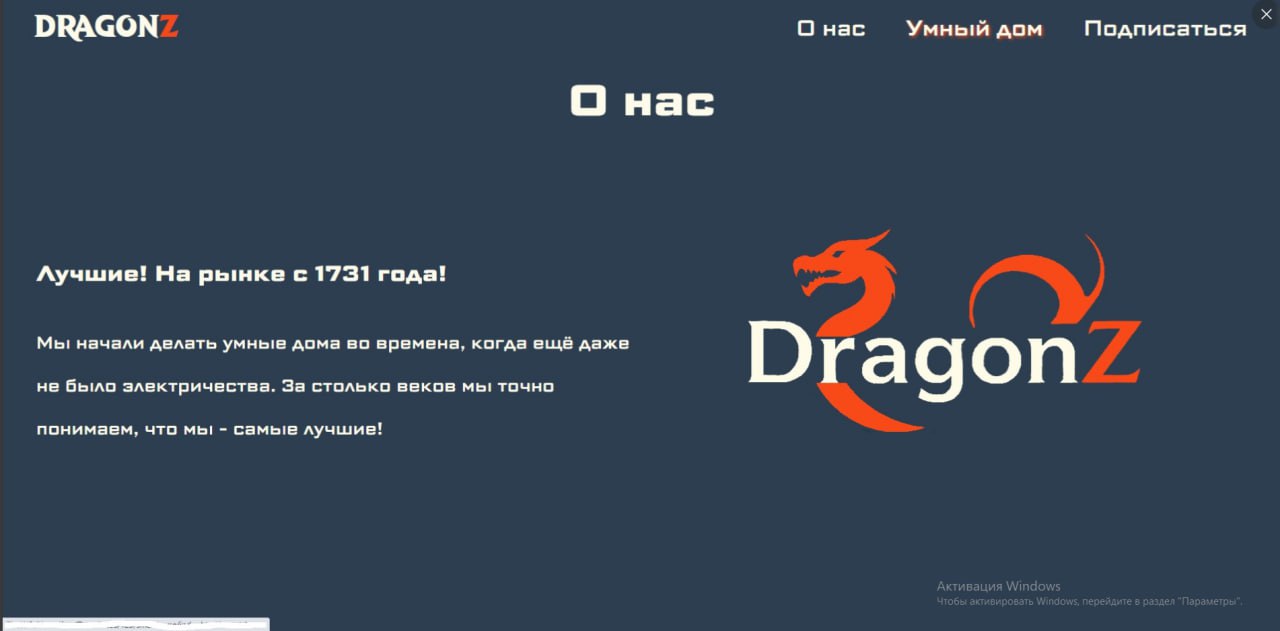 DRAGONZ
О нас
Умный дом
Подписаться
О нас
Лучшие! На рынке с 1731 года!
Мы начали делать умные дома во времена, когда ещё даже
не было электричества. За столько веков мы точно
понимаем, что мы - самые лучшие!
DragonZ
Активация Windows
Чтобы активировать Windows, перейдите в раздел "Параметры".